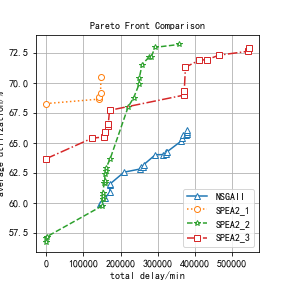 Pareto Front Comparison
72.5
70.0
67.5
65.0
62.5
60.0
57.5
utilization/%
NSGAII
SPEA2_1
SPEA2_2
SPEA2_3
0 100000 200000 300000 400000 500000
total delay/min